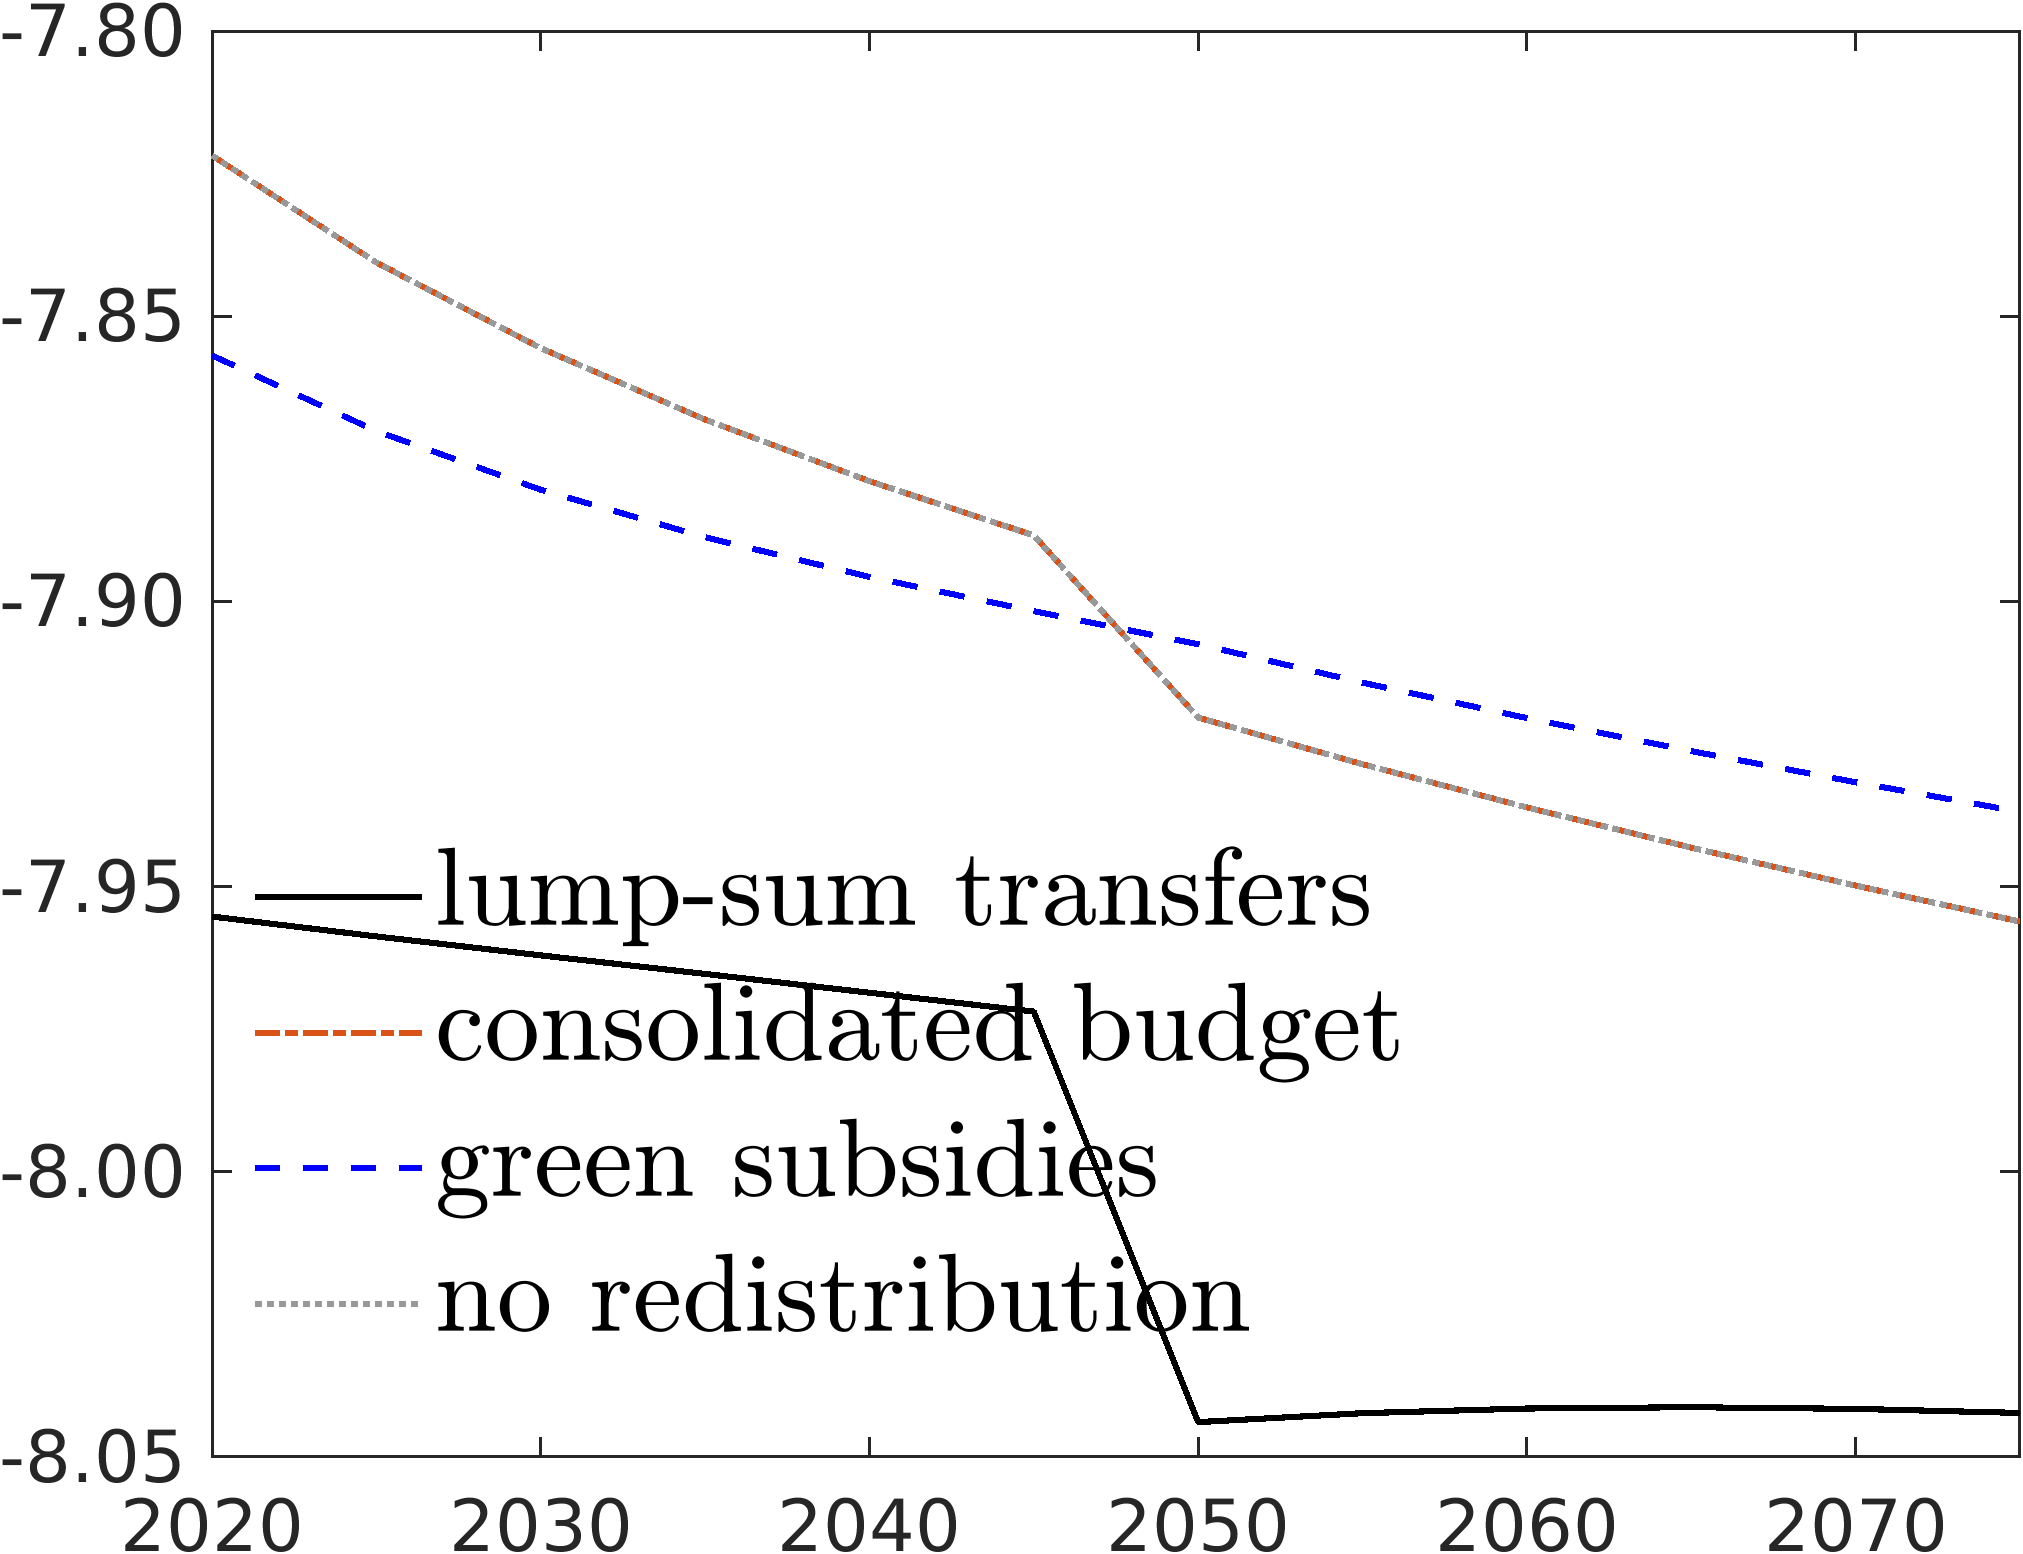 -7.80
-7.85
-7.90
-7.95
-8.00
-8.05
lump-sum transfers
consolidated budget
green subsidies
no redistribution
2020 2030 2040 2050 2060 2070